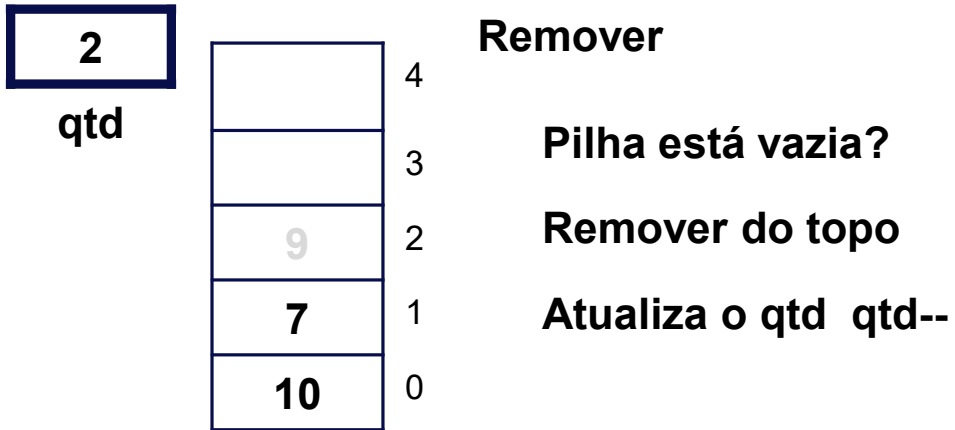 2
qtd
Remover
Pilha está vazia?
Remover do topo
Atualiza o qtd qtd--
4
3
9 2
7 1
10 0